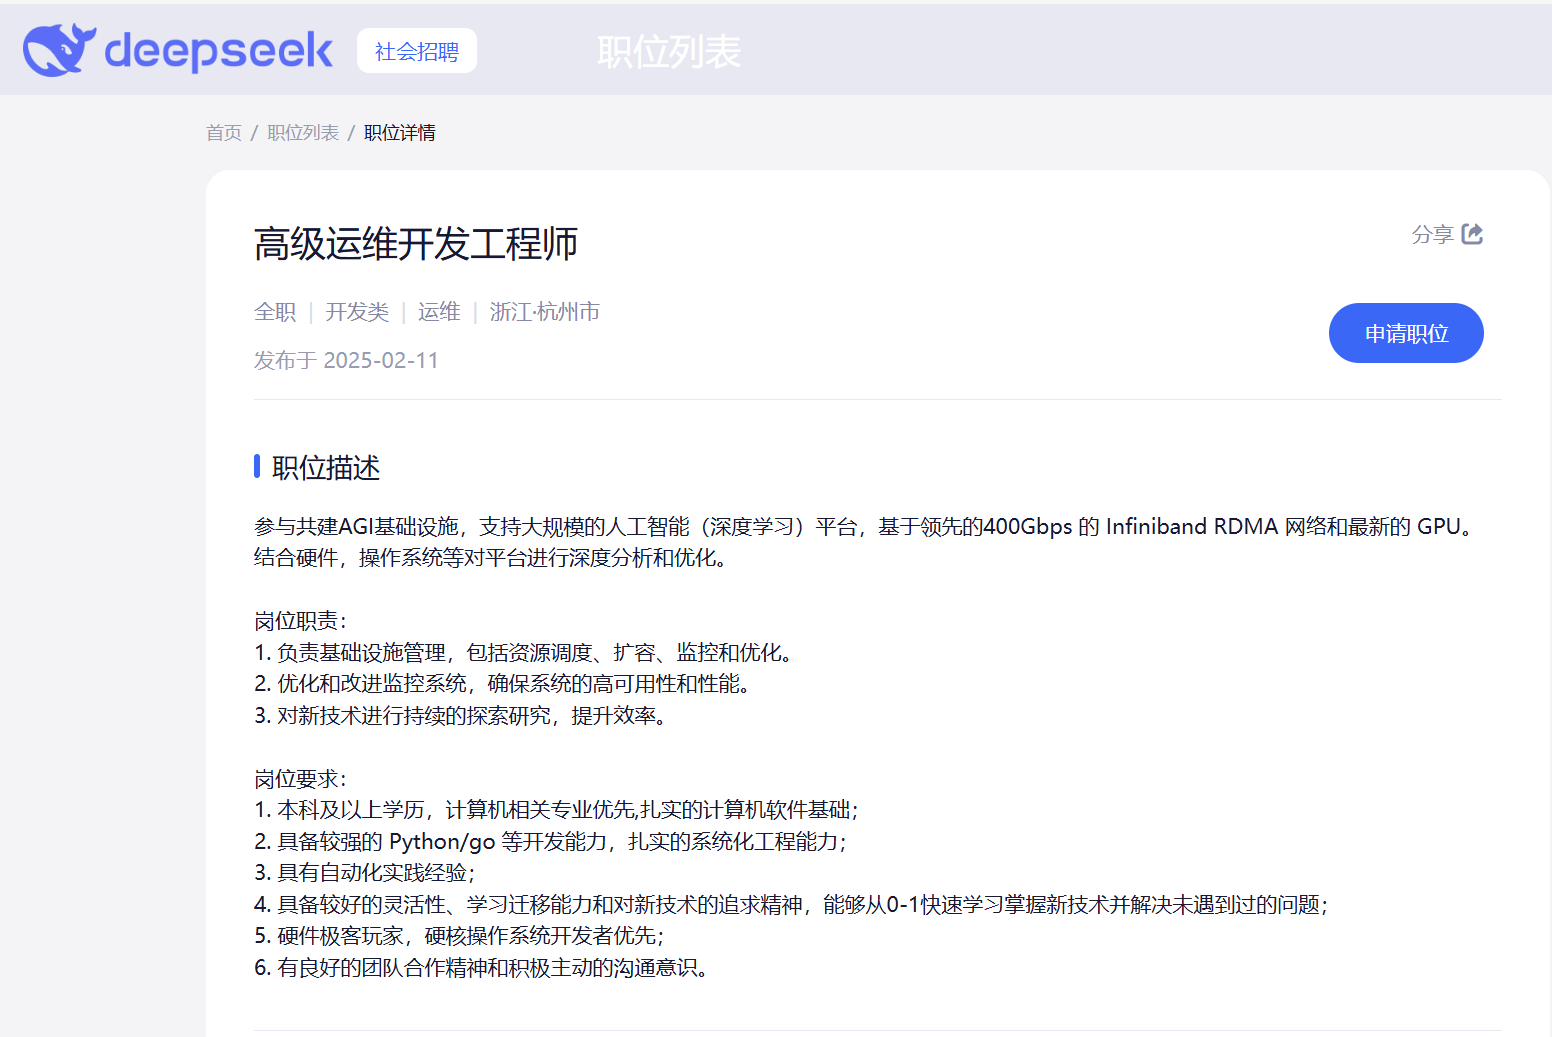 deepseek 社会招聘 职位列表
首页 / 职位列表 / 职位详情
高级运维开发工程师
分享
全职 | 开发类 | 运维 | 浙江·杭州市
申请职位
发布于 2025-02-11
职位描述
参与共建AGI基础设施，支持大规模的人工智能（深度学习）平台，基于领先的400Gbps 的 Infiniband RDMA 网络和最新的 GPU。
结合硬件，操作系统等对平台进行深度分析和优化。
岗位职责：
1. 负责基础设施管理，包括资源调度、扩容、监控和优化。
2. 优化和改进监控系统，确保系统的高可用性和性能。
3. 对新技术进行持续的探索研究，提升效率。
岗位要求：
1. 本科及以上学历，计算机相关专业优先,扎实的计算机软件基础；
2. 具备较强的 Python/go 等开发能力，扎实的系统化工程能力；
3. 具有自动化实践经验；
4. 具备较好的灵活性、学习迁移能力和对新技术的追求精神，能够从0-1快速学习掌握新技术并解决未遇到过的问题；
5. 硬件极客玩家，硬核操作系统开发者优先；
6. 有良好的团队合作精神和积极主动的沟通意识。